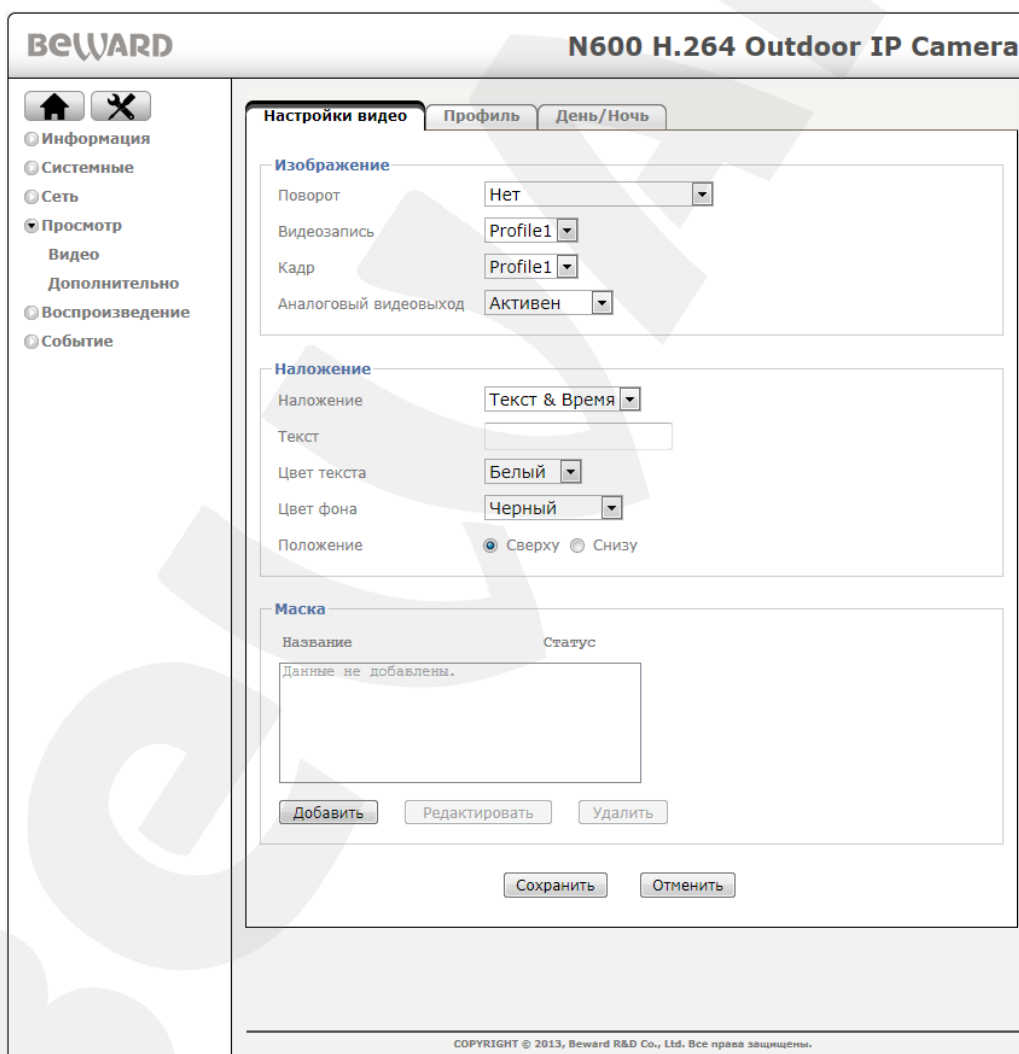 BEWARD
N600 H.264 Outdoor IP Camera
Информация
Системные
Сеть
Просмотр
Видео
Дополнительно
Воспроизведение
Событие
Настройки видео Профиль День/Ночь
Изображение
Поворот Нет
Видеозапись Profile1
Кадр Profile1
Аналоговый видеовыход Активен
Наложение
Наложение Текст & Время
Текст
Цвет текста Белый
Цвет фона Черный
Положение Сверху Снизу
Маска
Название Статус
Данные не добавлены.
Добавить Редактировать Удалить
Сохранить Отменить
COPYRIGHT © 2013, Beward R&D Co., Ltd. Все права защищены.